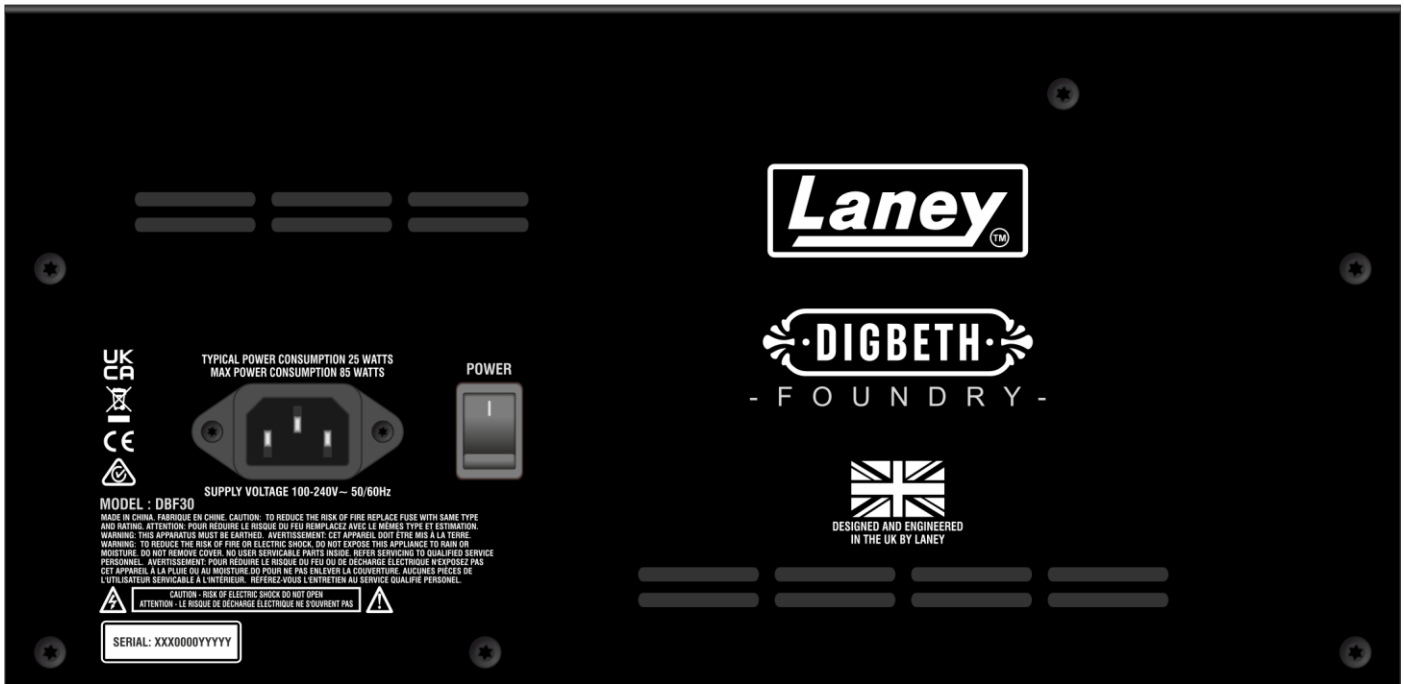 Laney
TM
DIGBETH
- FOUNDRY -
UK
CA
TYPICAL POWER CONSUMPTION 25 WATTS
MAX POWER CONSUMPTION 85 WATTS
POWER
CE
SUPPLY VOLTAGE 100-240V~ 50/60Hz
DESIGNED AND ENGINEERED
IN THE UK BY LANEY
MODEL : DBF30
MADE IN CHINA. FABRIQUE EN CHINE. CAUTION: TO REDUCE THE RISK OF FIRE REPLACE FUSE WITH SAME TYPE
AND RATING. ATTENTION: POUR RÉDUIRE LE RISQUE DU FEU REMPLACEZ AVEC LE MÊMES TYPE ET ESTIMATION.
WARNING: THIS APPARATUS MUST BE EARTHED. AVERTISSEMENT: CET APPAREIL DOIT ÊTRE MIS À LA TERRE.
WARNING: TO REDUCE THE RISK OF FIRE OR ELECTRIC SHOCK, DO NOT EXPOSE THIS APPLIANCE TO RAIN OR
MOISTURE. DO NOT REMOVE COVER. NO USER SERVICABLE PARTS INSIDE. REFER SERVICING TO QUALIFIED SERVICE
PERSONNEL. AVERTISSEMENT: POUR RÉDUIRE LE RISQUE DU FEU OU DE DÉCHARGE ÉLECTRIQUE N'EXPOSEZ PAS
CET APPAREIL À LA PLUIE OU AU MOISTURE.DO POUR NE PAS ENLEVER LA COUVERTURE. AUCUNES PIÈCES DE
L'UTILISATEUR SERVICABLE À L'INTÉRIEUR. RÉFÉREZ-VOUS L'ENTRETIEN AU SERVICE QUALIFIÉ PERSONEL.
CAUTION - RISK OF ELECTRIC SHOCK DO NOT OPEN
ATTENTION - LE RISQUE DE DÉCHARGE ÉLECTRIQUE NE S'OUVRENT PAS
SERIAL: XXX0000YYYYY